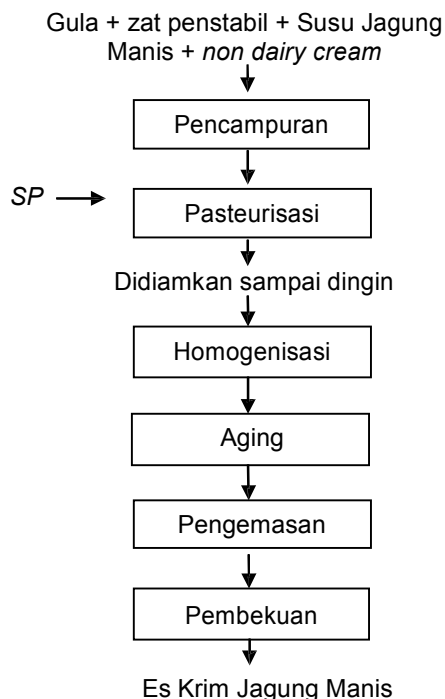 Gula + zat penstabil + Susu Jagung
Manis + non dairy cream
Pencampuran
SP
Pasteurisasi
Didiamkan sampai dingin
Homogenisasi
Aging
Pengemasan
Pembekuan
Es Krim Jagung Manis